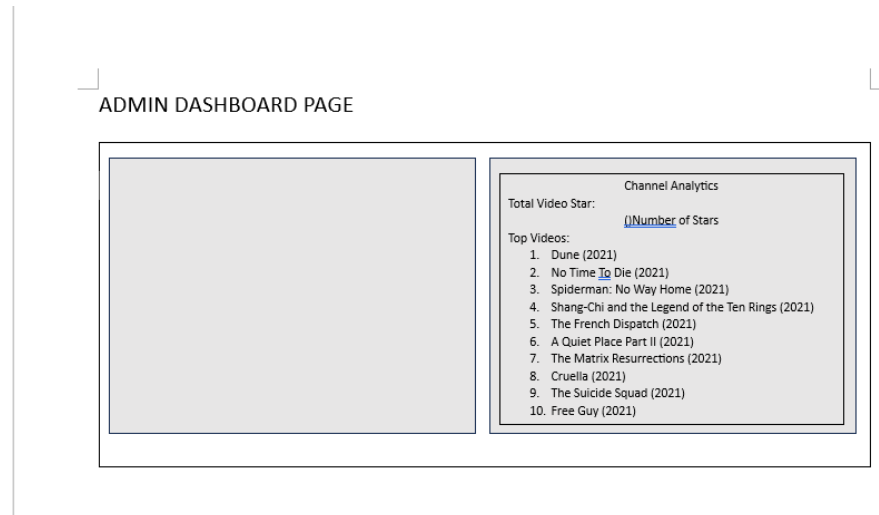 ADMIN DASHBOARD PAGE
Channel Analytics
Total Video Star:
()Number of Stars
Top Videos:
1. Dune (2021)
2. No Time To Die (2021)
3. Spiderman: No Way Home (2021)
4. Shang-Chi and the Legend of the Ten Rings (2021)
5. The French Dispatch (2021)
6. A Quiet Place Part II (2021)
7. The Matrix Resurrections (2021)
8. Cruella (2021)
9. The Suicide Squad (2021)
10. Free Guy (2021)